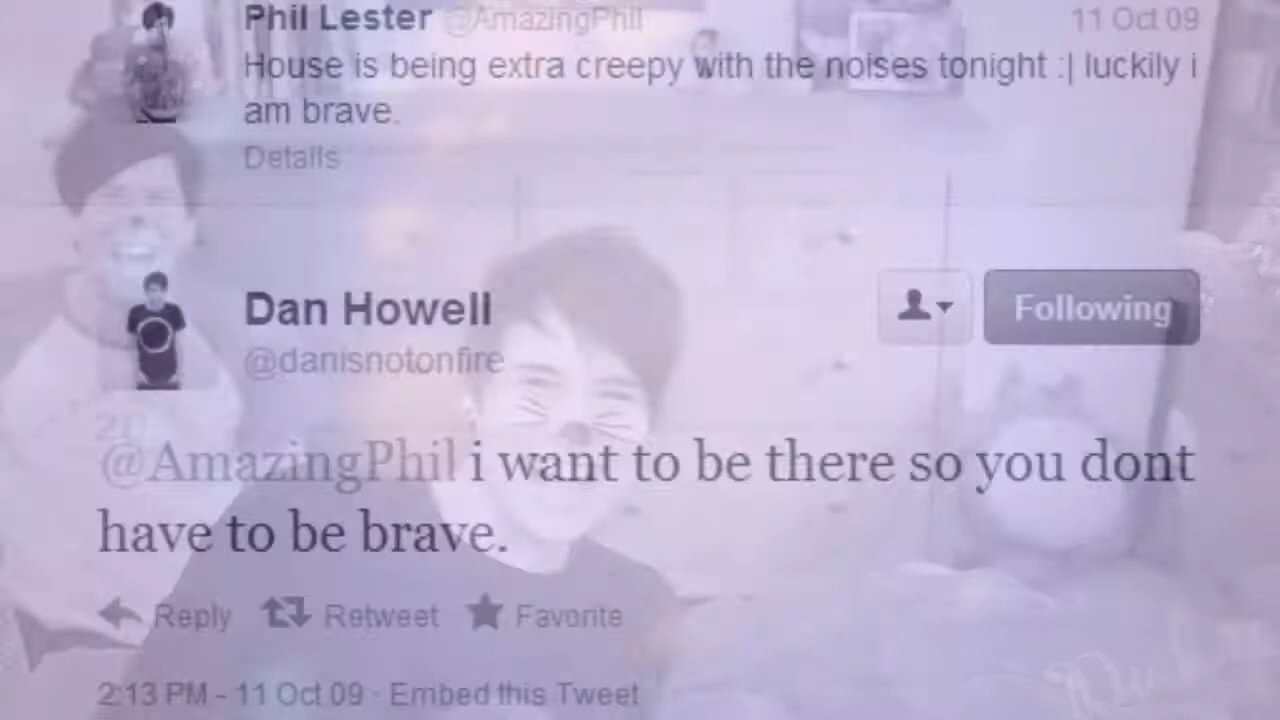 Phil Lester @AmazingPhil 11 Oct 09
House is being extra creepy with the noises tonight :| luckily i
am brave.
Details
Dan Howell
Following
@danisnotonfire
@AmazingPhil i want to be there so you dont
have to be brave.
Reply Retweet Favorite
2:13 PM - 11 Oct 09 · Embed this Tweet